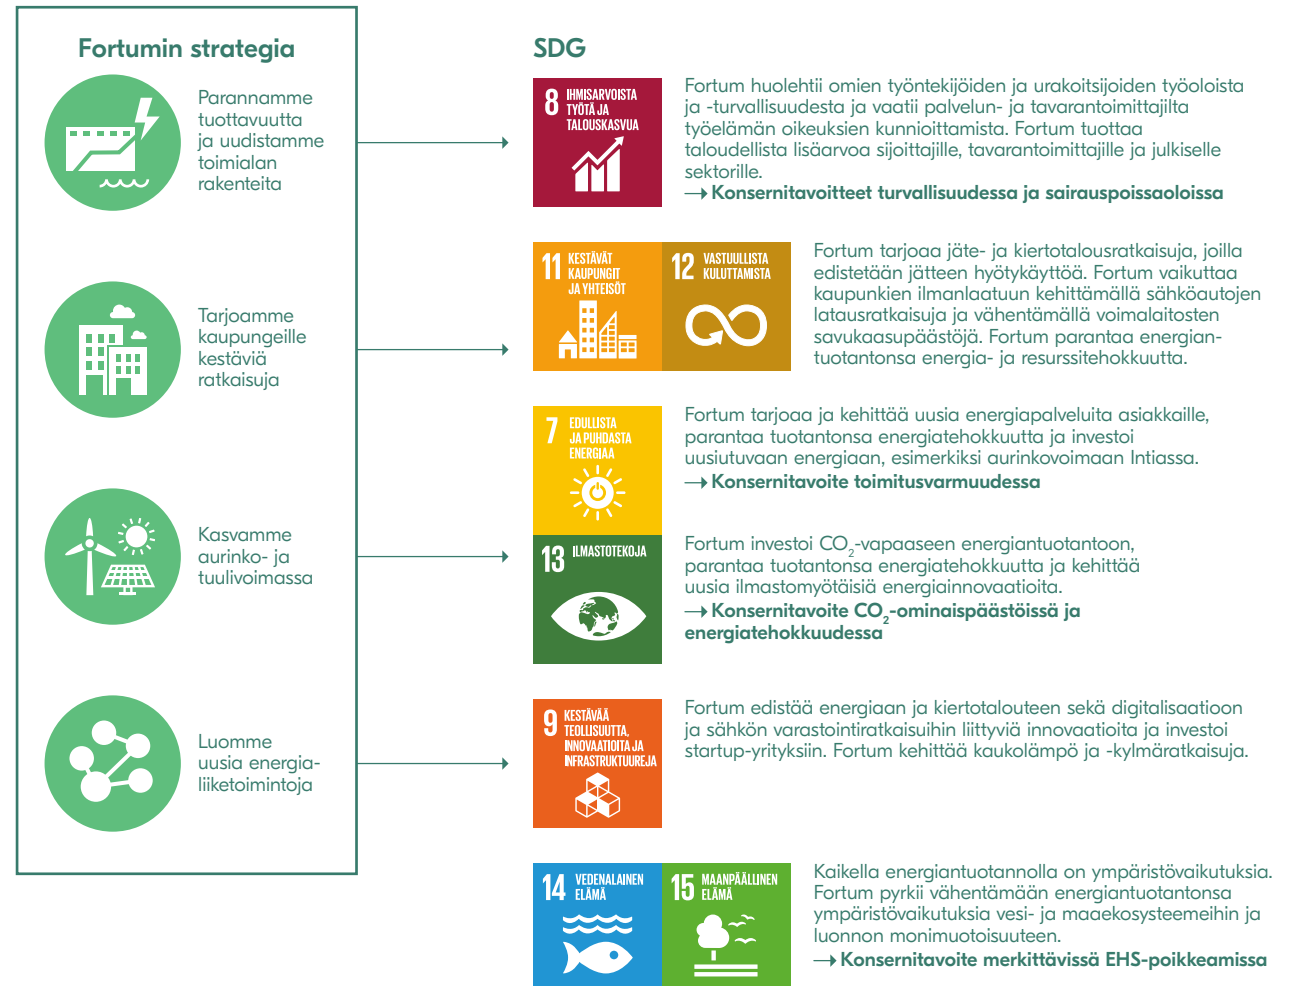 Fortumin strategia
Parannamme
tuottavuutta
ja uudistamme
toimialan
rakenteita
Tarjoamme
kaupungeille
kestäviä
ratkaisuja
Kasvamme
aurinko- ja
tuulivoimassa
Luomme
uusia energia-
liiketoimintoja
SDG
8 IHMISARVOISTA
TYÖTÄ JA
TALOUSKASVUA
Fortum huolehtii omien työntekijöiden ja urakoitsijoiden työoloista
ja -turvallisuudesta ja vaatii palvelun- ja tavarantoimittajilta
työelämän oikeuksien kunnioittamista. Fortum tuottaa
taloudellista lisäarvoa sijoittajille, tavarantoimittajille ja julkiselle
sektorille.
→ Konsernitavoitteet turvallisuudessa ja sairauspoissaoloissa
11 KESTÄVÄT
KAUPUNGIT
JA YHTEISÖT
12 VASTUULLISTA
KULUTTAMISTA
Fortum tarjoaa jäte- ja kiertotalousratkaisuja, joilla
edistetään jätteen hyötykäyttöä. Fortum vaikuttaa
kaupunkien ilmanlaatuun kehittämällä sähköautojen
latausratkaisuja ja vähentämällä voimalaitosten
savukaasupäästöjä. Fortum parantaa energian-
tuotantonsa energia- ja resurssitehokkuutta.
7 EDULLISTA
JA PUHDASTA
ENERGIAA
Fortum tarjoaa ja kehittää uusia energiapalveluita asiakkaille,
parantaa tuotantonsa energiatehokkuutta ja investoi
uusiutuvaan energiaan, esimerkiksi aurinkovoimaan Intiassa.
→ Konsernitavoite toimitusvarmuudessa
13 ILMASTOTEKOJA
Fortum investoi CO₂-vapaaseen energiantuotantoon,
parantaa tuotantonsa energiatehokkuutta ja kehittää
uusia ilmastomyötäisiä energiainnovaatioita.
→ Konsernitavoite CO₂-ominaispäästöissä ja
energiatehokkuudessa
9 KESTÄVÄÄ
TEOLLISUUTTA,
INNOVAATIOITA JA
INFRASTRUKTUUREJA
Fortum edistää energiaan ja kiertotalouteen sekä digitalisaatioon
ja sähkön varastointiratkaisuihin liittyviä innovaatioita ja investoi
startup-yrityksiin. Fortum kehittää kaukolämpö ja -kylmäratkaisuja.
14 VEDENALAINEN
ELÄMÄ
15 MAANPÄÄLLINEN
ELÄMÄ
Kaikella energiantuotannolla on ympäristövaikutuksia.
Fortum pyrkii vähentämään energiantuotantonsa
ympäristövaikutuksia vesi- ja maaekosysteemeihin ja
luonnon monimuotoisuuteen.
→ Konsernitavoite merkittävissä EHS-poikkeamissa